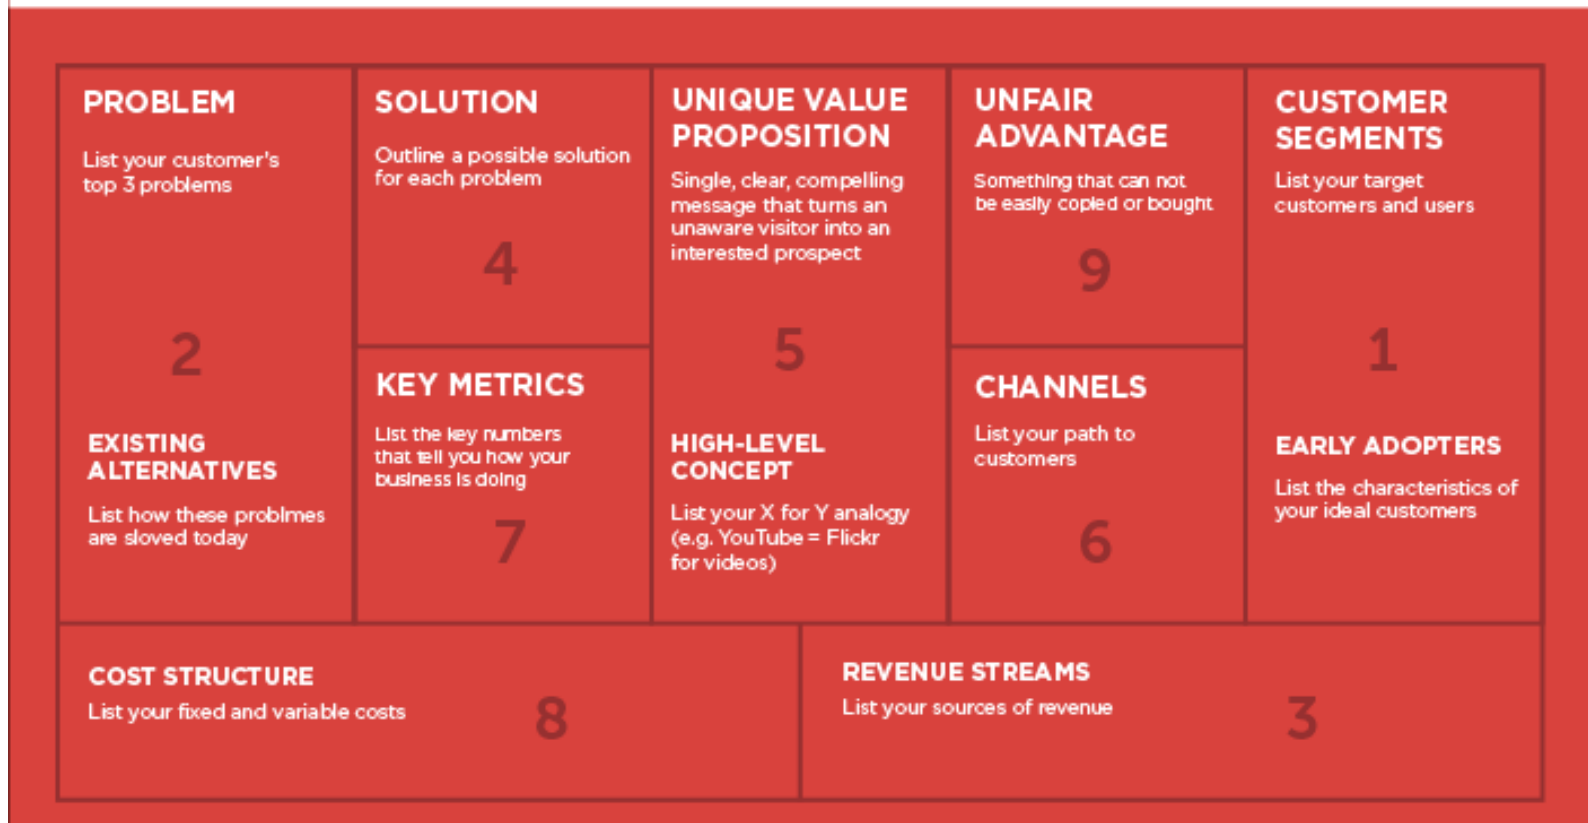 PROBLEM
List your customer's
top 3 problems
2
EXISTING
ALTERNATIVES
List how these problmes
are sloved today
SOLUTION
Outline a possible solution
for each problem
4
KEY METRICS
List the key numbers
that tell you how your
business is doing
7
UNIQUE VALUE
PROPOSITION
Single, clear, compelling
message that turns an
unaware visitor into an
interested prospect
5
HIGH-LEVEL
CONCEPT
List your X for Y analogy
(e.g. YouTube = Flickr
for videos)
UNFAIR
ADVANTAGE
Something that can not
be easily copied or bought
9
CHANNELS
List your path to
customers
6
CUSTOMER
SEGMENTS
List your target
customers and users
1
EARLY ADOPTERS
List the characteristics of
your ideal customers
COST STRUCTURE
List your fixed and variable costs
8
REVENUE STREAMS
List your sources of revenue
3